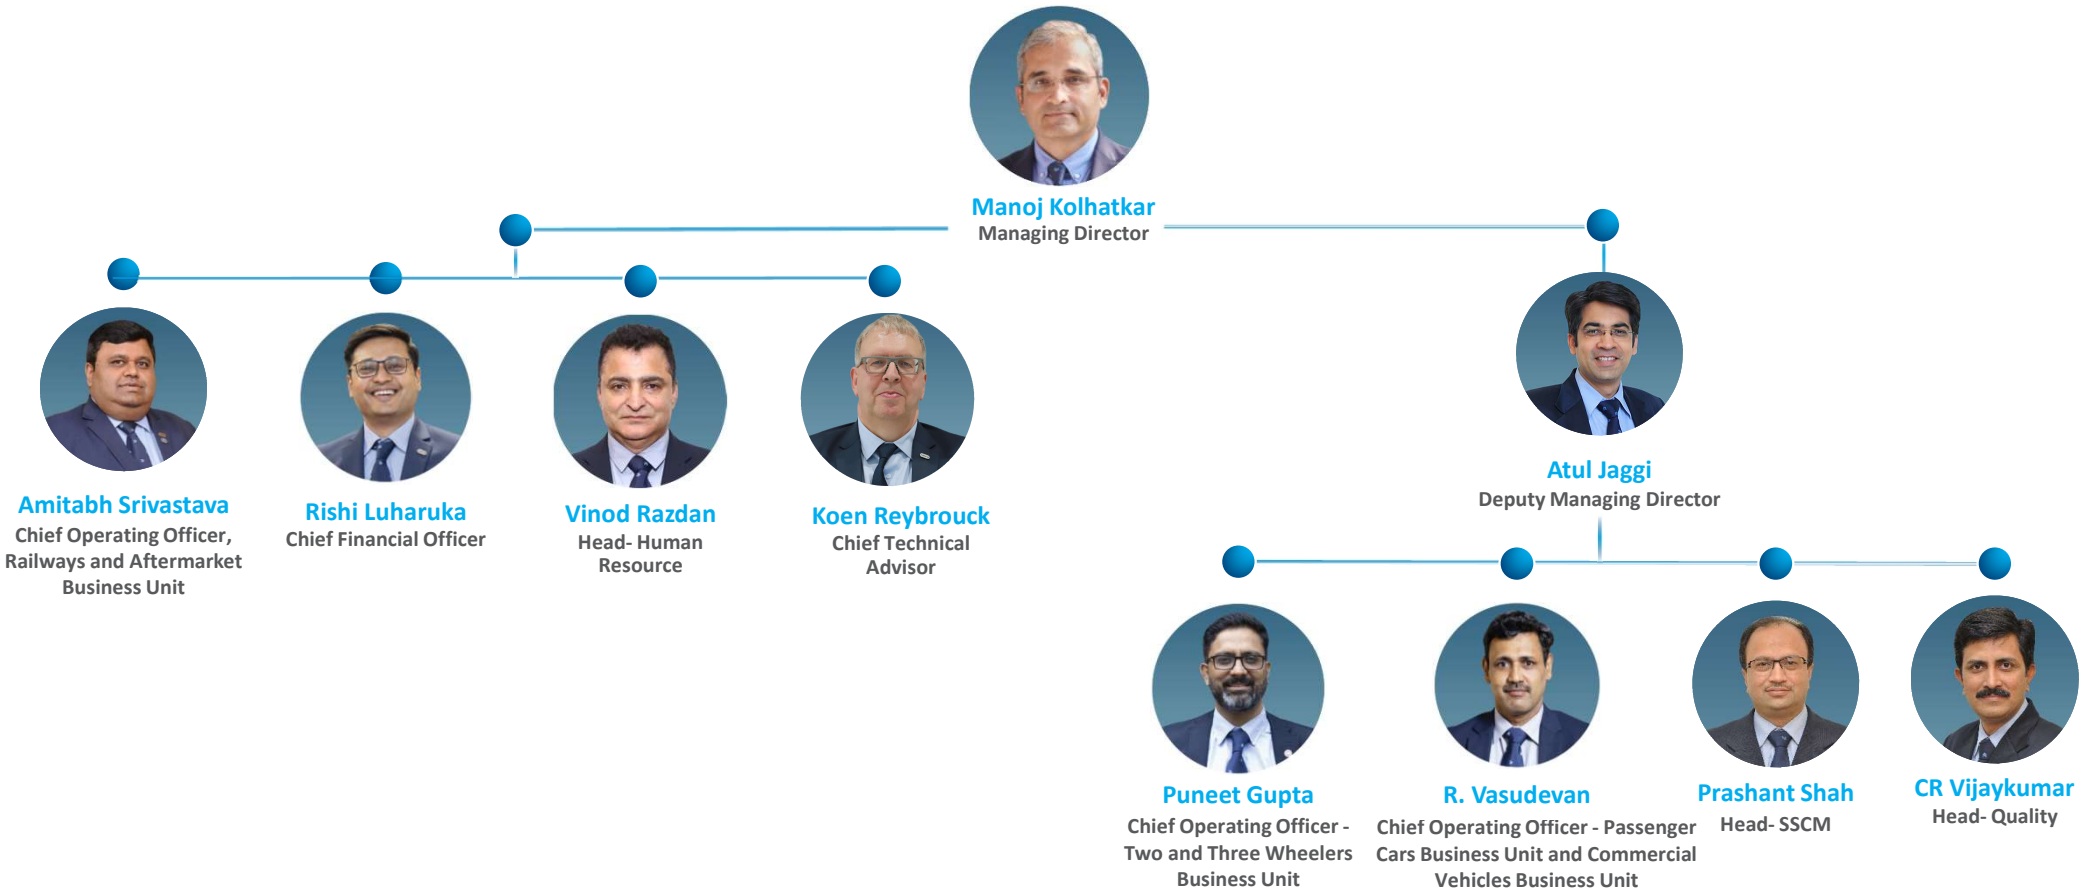 Manoj Kolhatkar
Managing Director
Amitabh Srivastava
Chief Operating Officer,
Railways and Aftermarket
Business Unit
Rishi Luharuka
Chief Financial Officer
Vinod Razdan
Head- Human
Resource
Koen Reybrouck
Chief Technical
Advisor
Atul Jaggi
Deputy Managing Director
Puneet Gupta
Chief Operating Officer -
Two and Three Wheelers
Business Unit
R. Vasudevan
Chief Operating Officer - Passenger
Cars Business Unit and Commercial
Vehicles Business Unit
Prashant Shah
Head- SSCM
CR Vijaykumar
Head- Quality